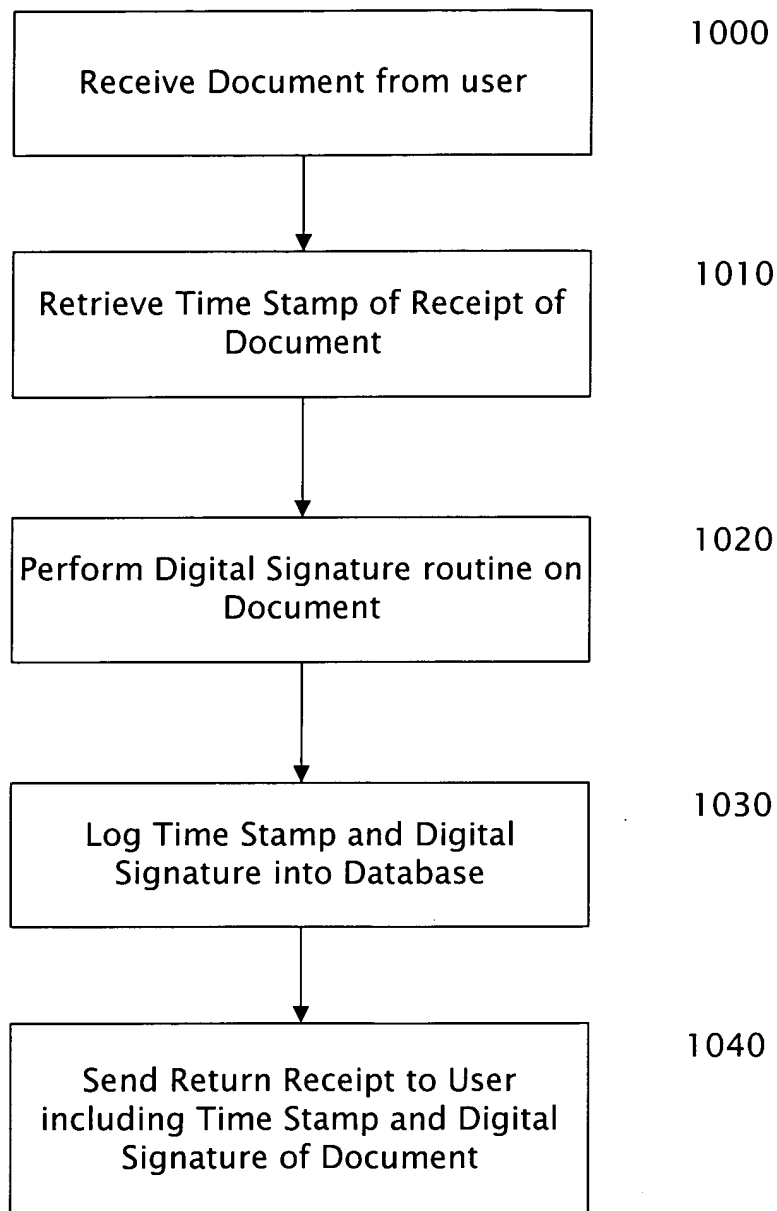 1000
Receive Document from user
1010
Retrieve Time Stamp of Receipt of
Document
1020
Perform Digital Signature routine on
Document
1030
Log Time Stamp and Digital
Signature into Database
1040
Send Return Receipt to User
including Time Stamp and Digital
Signature of Document